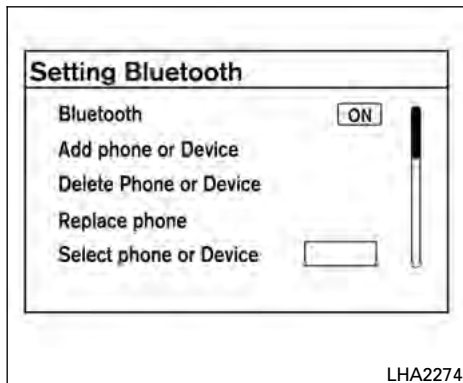 Setting Bluetooth
Bluetooth ON
Add phone or Device
Delete Phone or Device
Replace phone
Select phone or Device
LHA2274